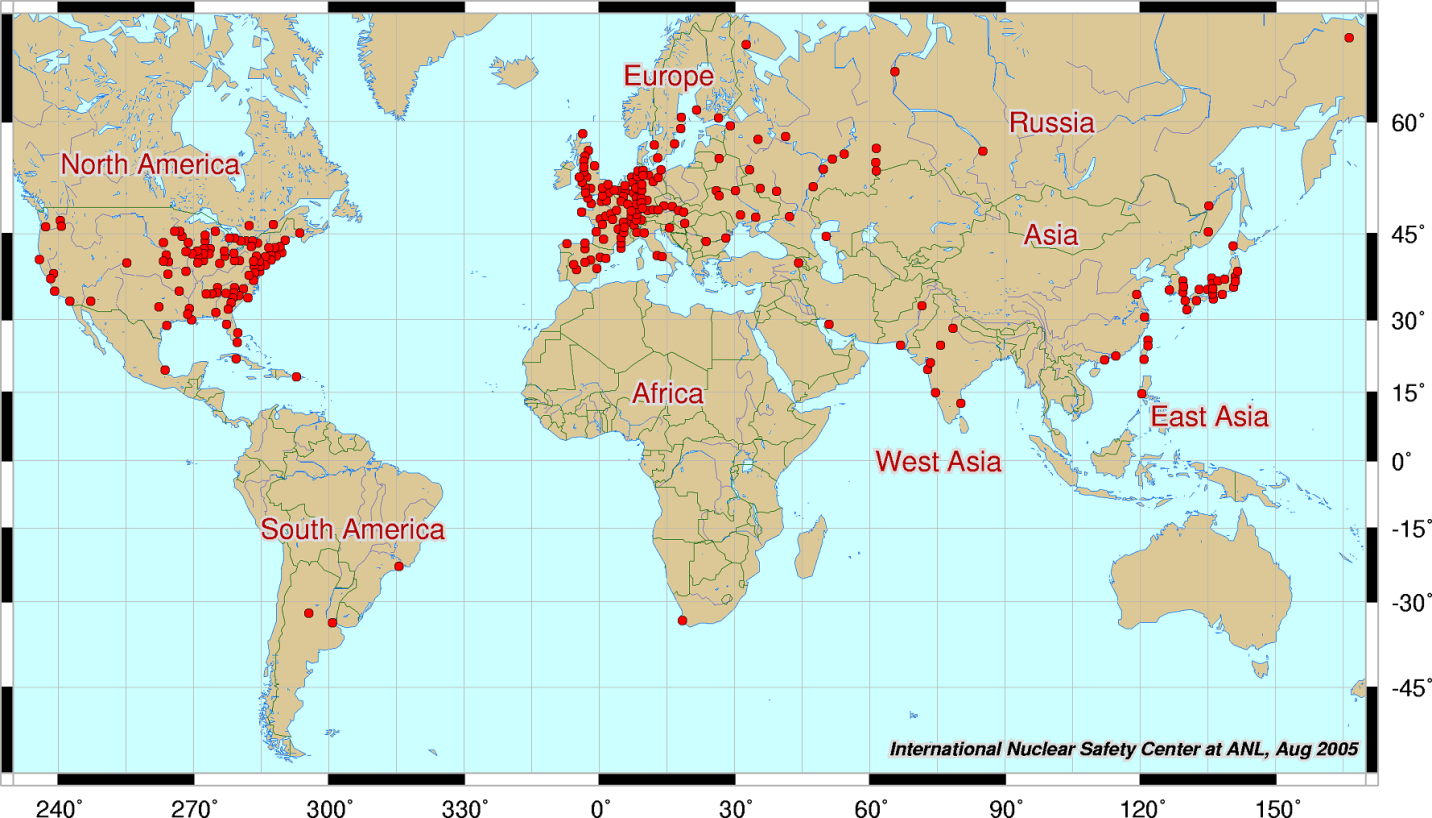 Europe
Russia
North America
Asia
Africa
East Asia
West Asia
South America
International Nuclear Safety Center at ANL, Aug 2005
60°
45°
30°
15°
0°
-15°
-30°
-45°
240° 270° 300° 330° 0° 30° 60° 90° 120° 150°